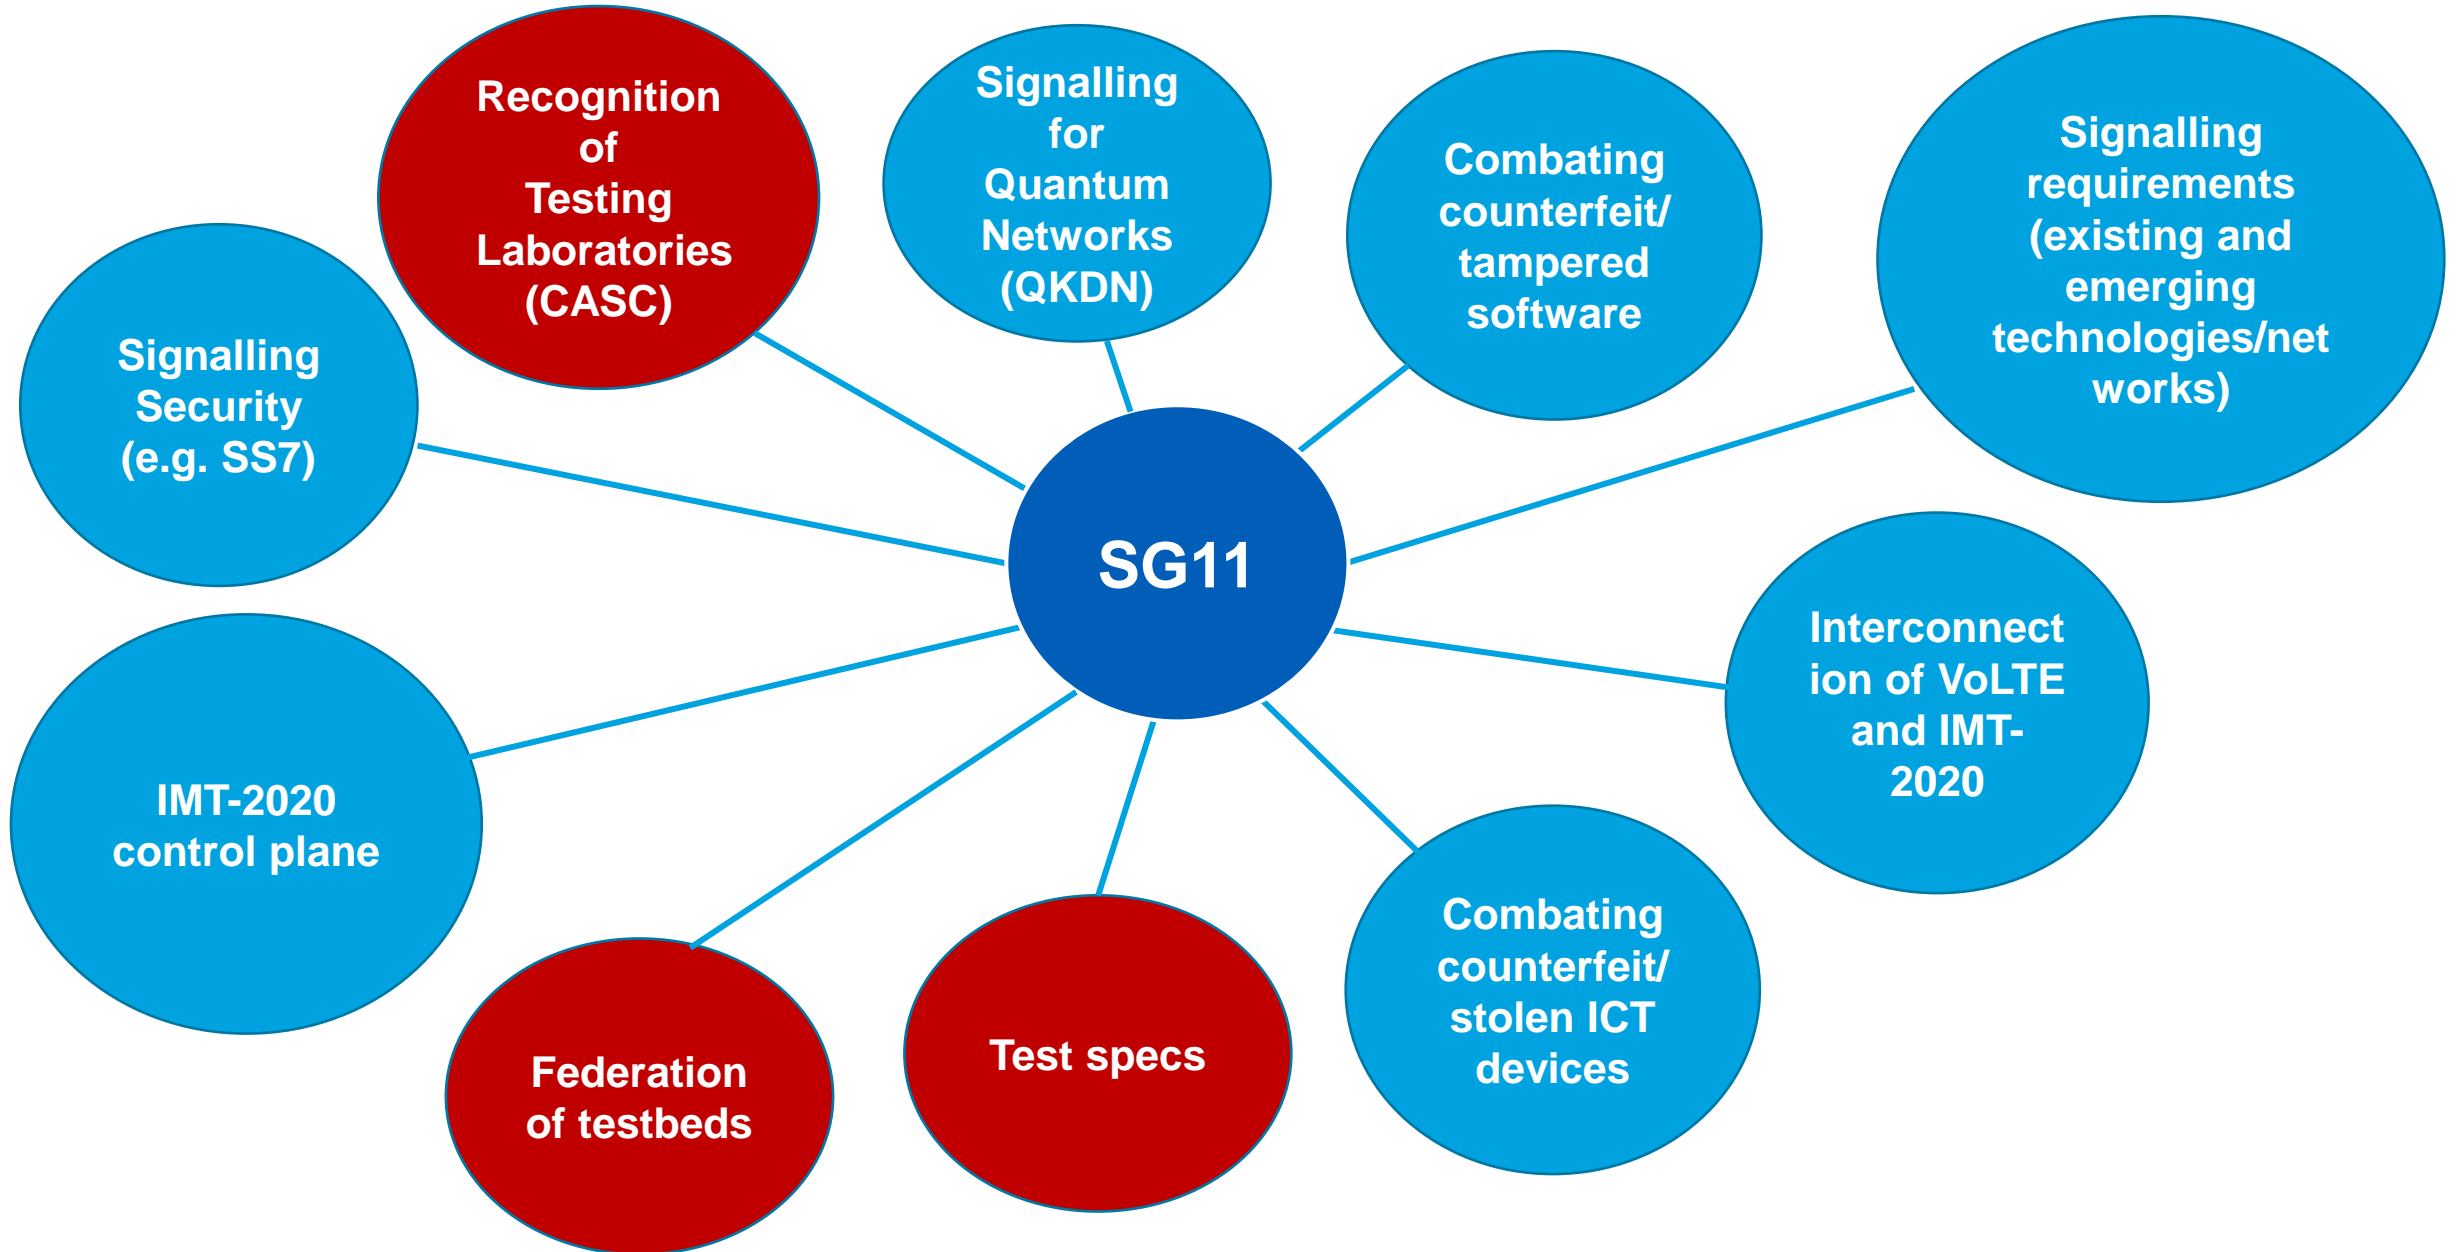 Recognition
of
Testing
Laboratories
(CASC)
Signalling
for
Quantum
Networks
(QKDN)
Combating
counterfeit/
tampered
software
Signalling
requirements
(existing and
emerging
technologies/net
works)
Signalling
Security
(e.g. SS7)
SG11
Interconnect
ion of VoLTE
and IMT-
2020
IMT-2020
control plane
Combating
counterfeit/
stolen ICT
devices
Test specs
Federation
of testbeds